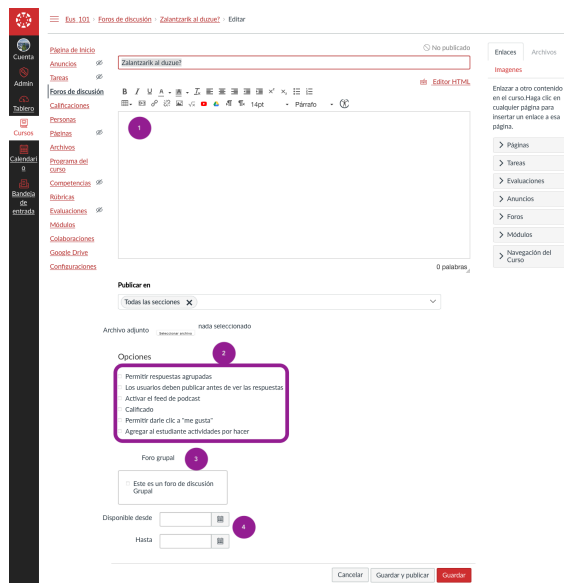 Eus_101 › Foros de discusión › Zalantzarik al duzue? › Editar
Cuenta
Admin
Tablero
Cursos
Calendari
o
Bandeja
de
entrada
Página de Inicio
Anuncios
Tareas
Foros de discusión
Calificaciones
Personas
Páginas
Archivos
Programa del
curso
Competencias
Rúbricas
Evaluaciones
Módulos
Colaboraciones
Google Drive
Configuraciones
No publicado
Zalantzarik al duzue?
Editor HTML
B I U A A
14pt Párrafo
1
0 palabras
Publicar en
Todas las secciones X
Archivo adjunto Seleccionar archivo nada seleccionado
Opciones 2
Permitir respuestas agrupadas
Los usuarios deben publicar antes de ver las respuestas
Activar el feed de podcast
Calificado
Permitir darle clic a "me gusta"
Agregar al estudiante actividades por hacer
Foro grupal 3
Este es un foro de discusión
Grupal
Disponible desde
4
Hasta
Cancelar Guardar y publicar Guardar
Enlaces Archivos
Imagenes
Enlazar a otro contenido
en el curso.Haga clic en
cualquier página para
insertar un enlace a esa
página.
Páginas
Tareas
Evaluaciones
Anuncios
Foros
Módulos
Navegación del
Curso